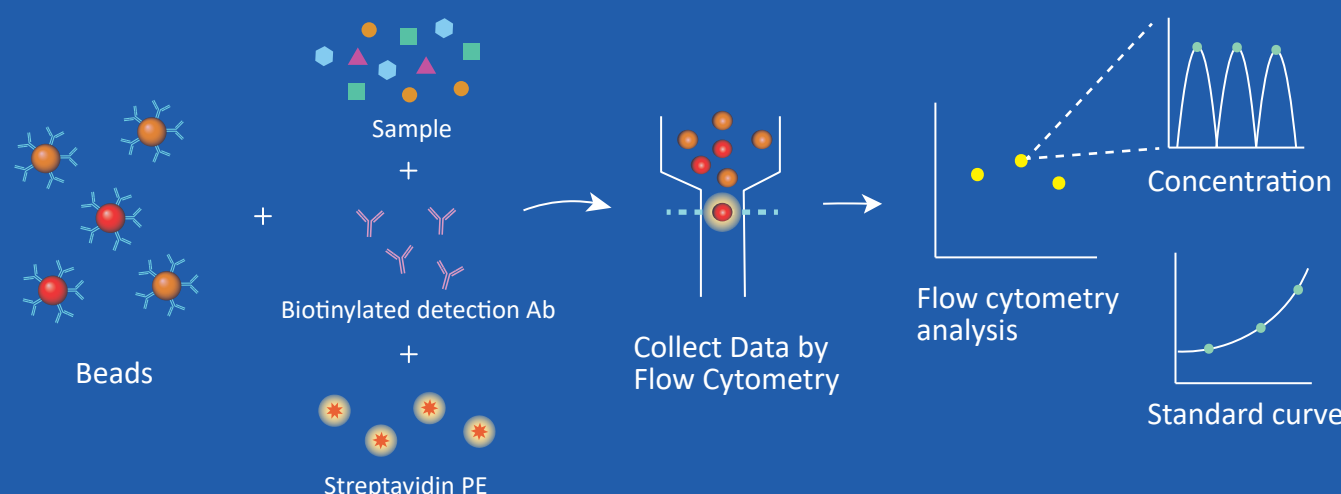 Beads
+
Sample
+
Biotinylated detection Ab
+
Streptavidin PE
Collect Data by
Flow Cytometry
Flow cytometry
analysis
Concentration
Standard curve